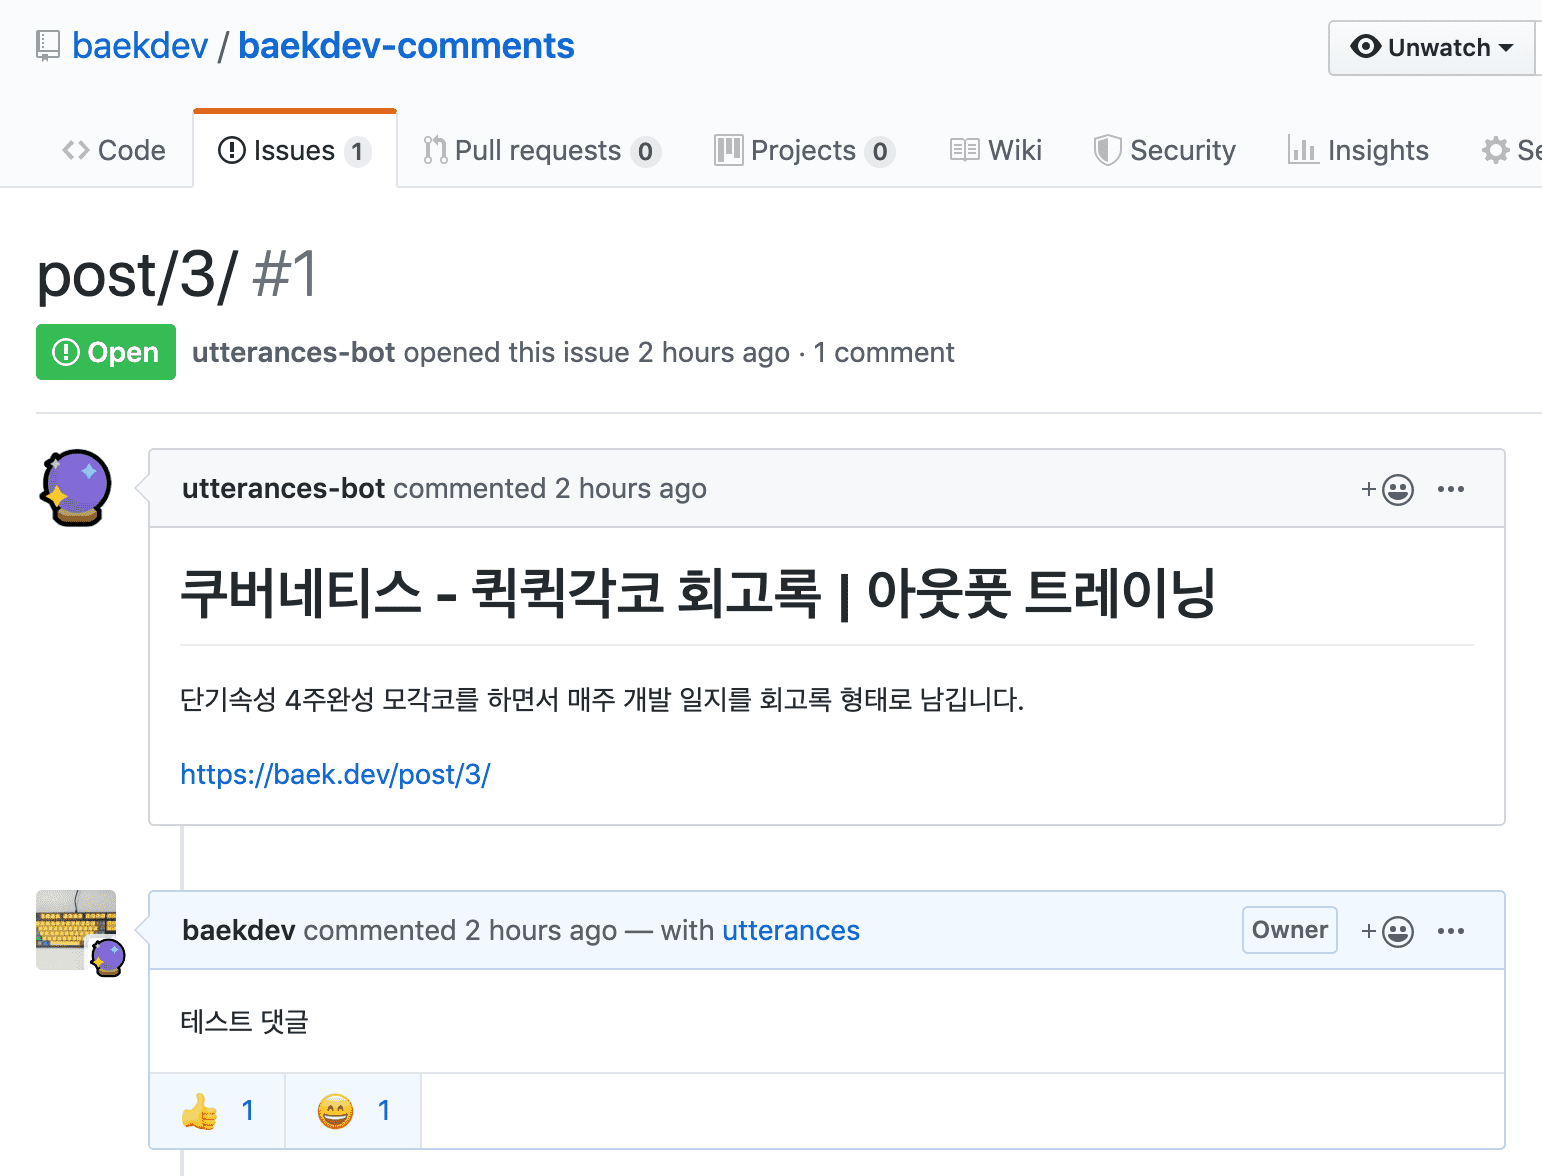 baekdev / baekdev-comments
Unwatch
Code
Issues 1
Pull requests 0
Projects 0
Wiki
Security
Insights
Se
post/3/ #1
Open
utterances-bot opened this issue 2 hours ago · 1 comment
utterances-bot commented 2 hours ago
쿠버네티스 - 퀵퀵각코 회고록 | 아웃풋 트레이닝
단기속성 4주완성 모각코를 하면서 매주 개발 일지를 회고록 형태로 남깁니다.
https://baek.dev/post/3/
baekdev commented 2 hours ago — with utterances
Owner
테스트 댓글
👍 1
😄 1